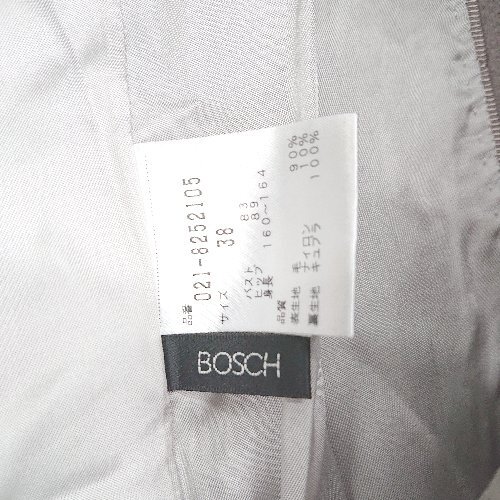 品番 021-8252105
サイズ 38
バスト 83
ヒップ 89
身長 160～164
品質
表生地 毛 90%
ナイロン 10%
裏生地 キュプラ 100%
BOSCH